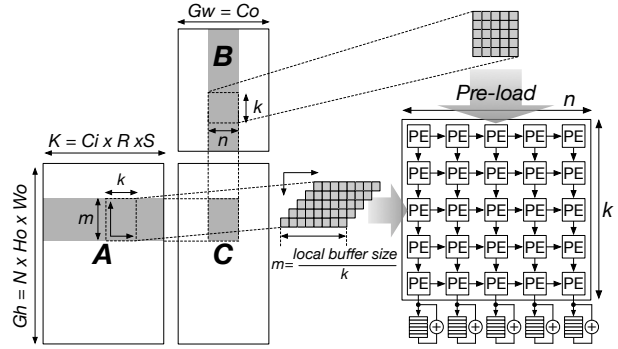 Gw = Co
B
k
n
Pre-load
n
K = Ci x R xS
k
m
A
C
Gh = N x Ho x Wo
m= local buffer size
k
PE PE PE PE PE
PE PE PE PE PE
PE PE PE PE PE
PE PE PE PE PE
PE PE PE PE PE
k